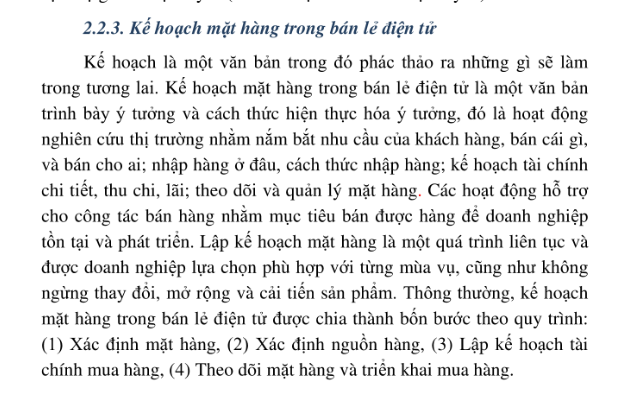 2.2.3. Kế hoạch mặt hàng trong bán lẻ điện tử
Kế hoạch là một văn bản trong đó phác thảo ra những gì sẽ làm
trong tương lai. Kế hoạch mặt hàng trong bán lẻ điện tử là một văn bản
trình bày ý tưởng và cách thức hiện thực hóa ý tưởng, đó là hoạt động
nghiên cứu thị trường nhằm nắm bắt nhu cầu của khách hàng, bán cái gì,
và bán cho ai; nhập hàng ở đâu, cách thức nhập hàng; kế hoạch tài chính
chi tiết, thu chi, lãi; theo dõi và quản lý mặt hàng. Các hoạt động hỗ trợ
cho công tác bán hàng nhằm mục tiêu bán được hàng để doanh nghiệp
tồn tại và phát triển. Lập kế hoạch mặt hàng là một quá trình liên tục và
được doanh nghiệp lựa chọn phù hợp với từng mùa vụ, cũng như không
ngừng thay đổi, mở rộng và cải tiến sản phẩm. Thông thường, kế hoạch
mặt hàng trong bán lẻ điện tử được chia thành bốn bước theo quy trình:
(1) Xác định mặt hàng, (2) Xác định nguồn hàng, (3) Lập kế hoạch tài
chính mua hàng, (4) Theo dõi mặt hàng và triển khai mua hàng.